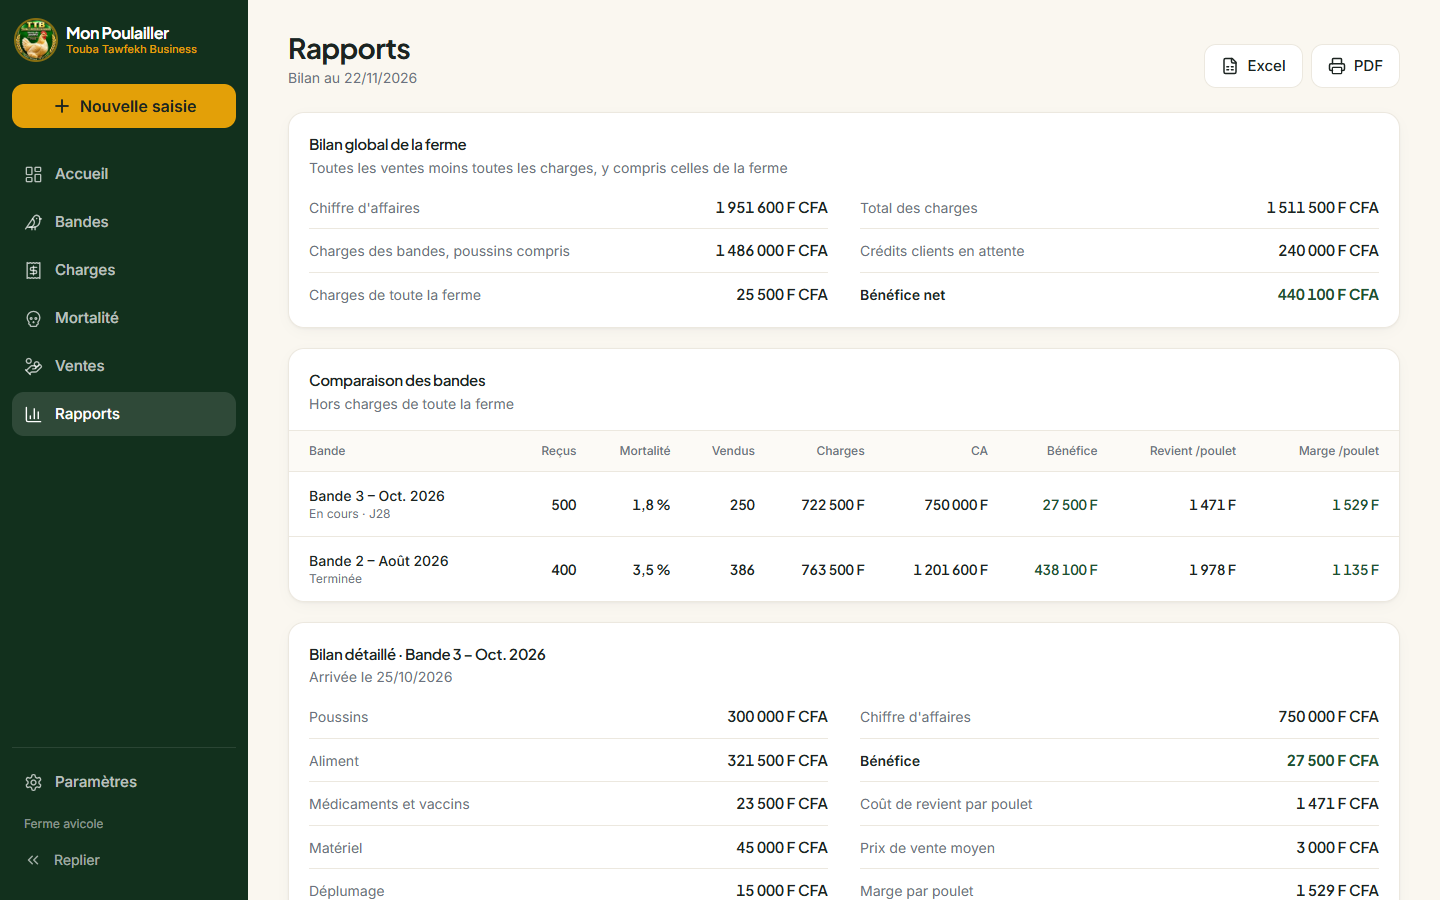 TTB
Mon Poulailler
Touba Tawfekh Business
Nouvelle saisie
Accueil
Bandes
Charges
Mortalité
Ventes
Rapports
Paramètres
Ferme avicole
Replier
Rapports
Bilan au 22/11/2026
Excel
PDF
Bilan global de la ferme
Toutes les ventes moins toutes les charges, y compris celles de la ferme
Chiffre d'affaires 1 951 600 F CFA
Total des charges 1 511 500 F CFA
Charges des bandes, poussins compris 1 486 000 F CFA
Crédits clients en attente 240 000 F CFA
Charges de toute la ferme 25 500 F CFA
Bénéfice net 440 100 F CFA
Comparaison des bandes
Hors charges de toute la ferme
Bande Reçus Mortalité Vendus Charges CA Bénéfice Revient /poulet Marge /poulet
Bande 3 – Oct. 2026 500 1,8 % 250 722 500 F 750 000 F 27 500 F 1 471 F 1 529 F
En cours · J28
Bande 2 – Août 2026 400 3,5 % 386 763 500 F 1 201 600 F 438 100 F 1 978 F 1 135 F
Terminée
Bilan détaillé · Bande 3 – Oct. 2026
Arrivée le 25/10/2026
Poussins 300 000 F CFA
Chiffre d'affaires 750 000 F CFA
Aliment 321 500 F CFA
Bénéfice 27 500 F CFA
Médicaments et vaccins 23 500 F CFA
Coût de revient par poulet 1 471 F CFA
Matériel 45 000 F CFA
Prix de vente moyen 3 000 F CFA
Déplumage 15 000 F CFA
Marge par poulet 1 529 F CFA